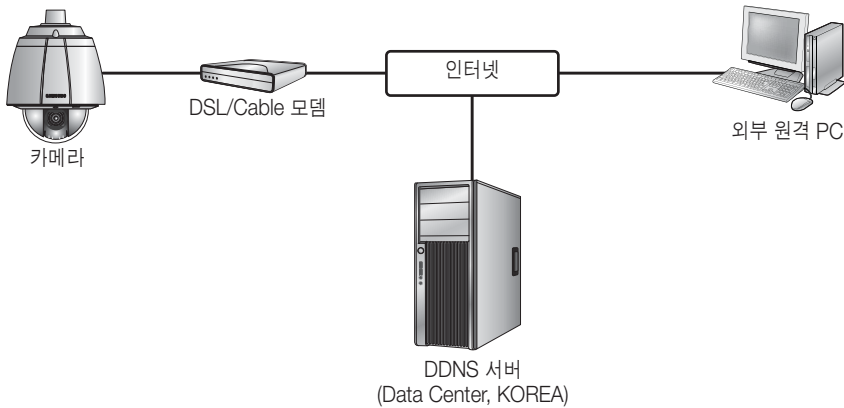 인터넷
DSL/Cable 모뎀
카메라
외부 원격 PC
DDNS 서버
(Data Center, KOREA)